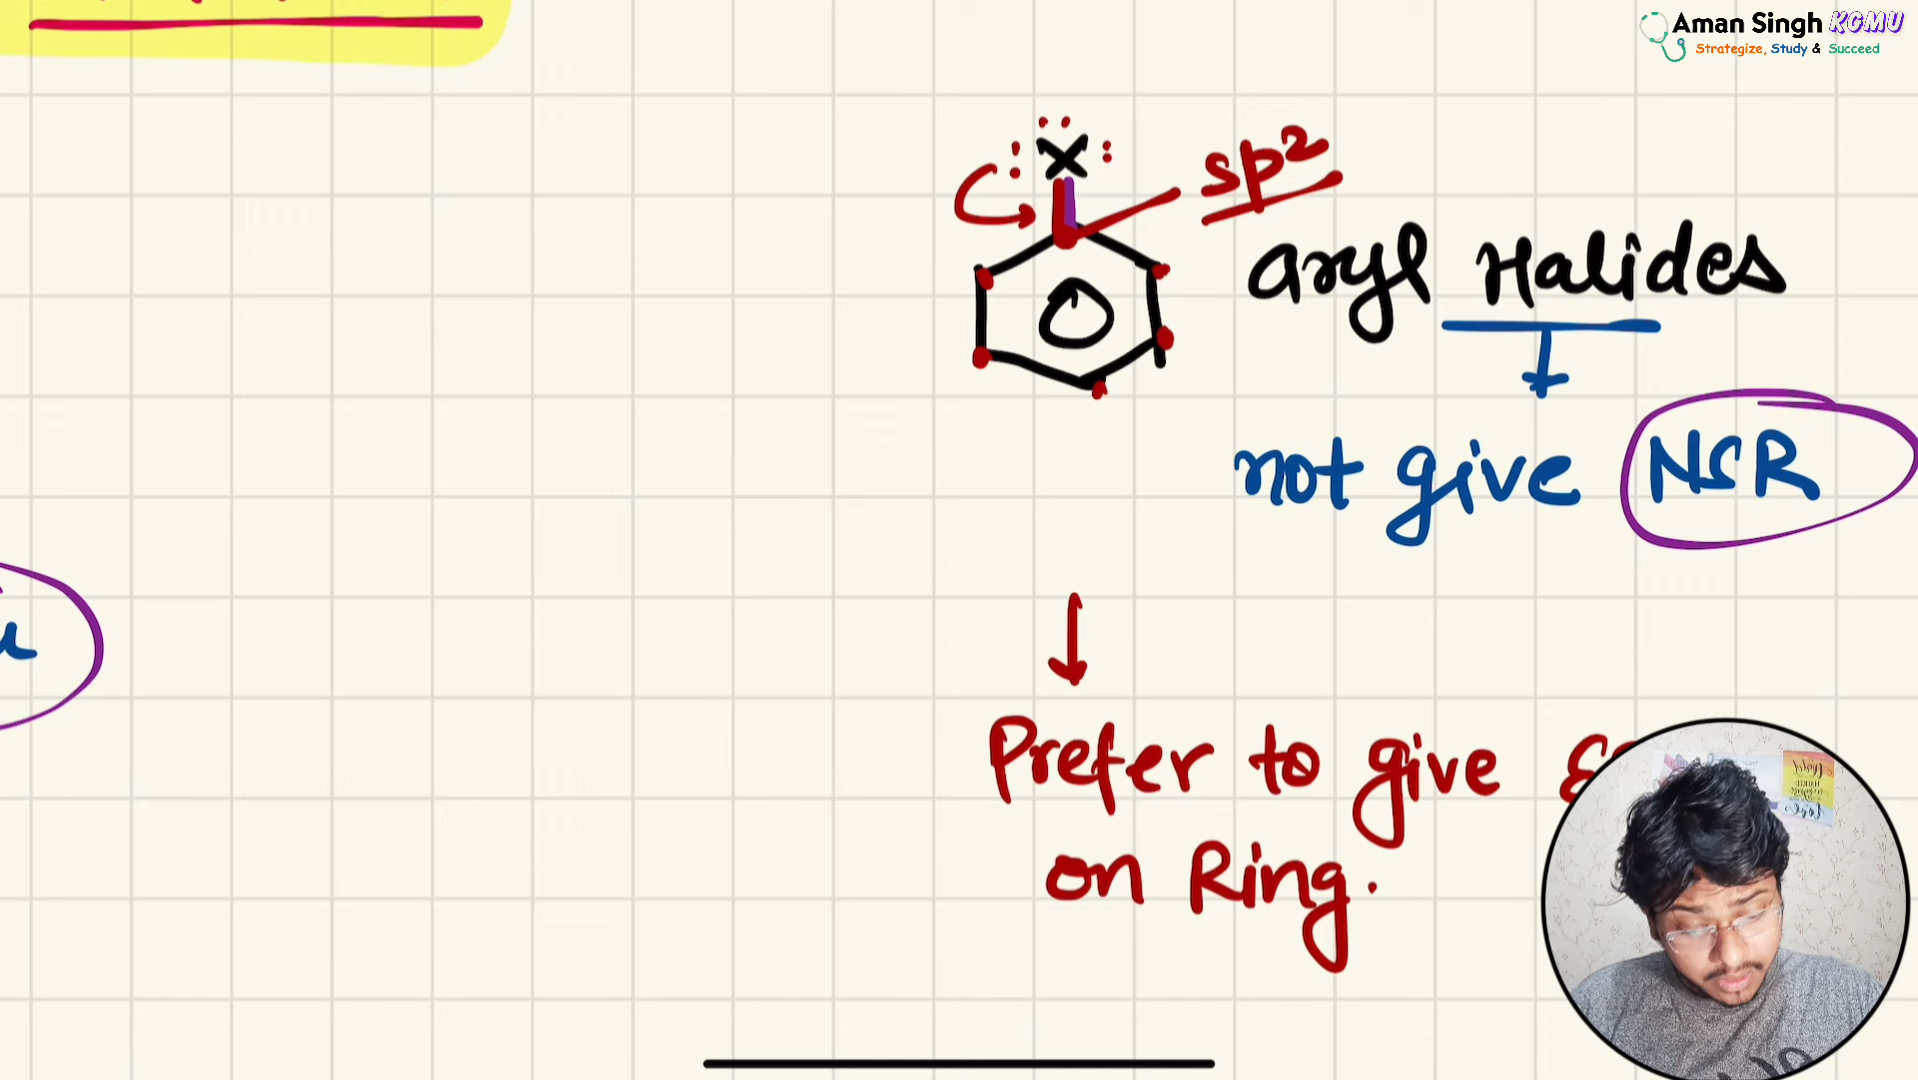 Aman Singh KGMU
Strategize, Study & Succeed
X
sp²
aryl Halides
not give NSR
Prefer to give
on Ring.